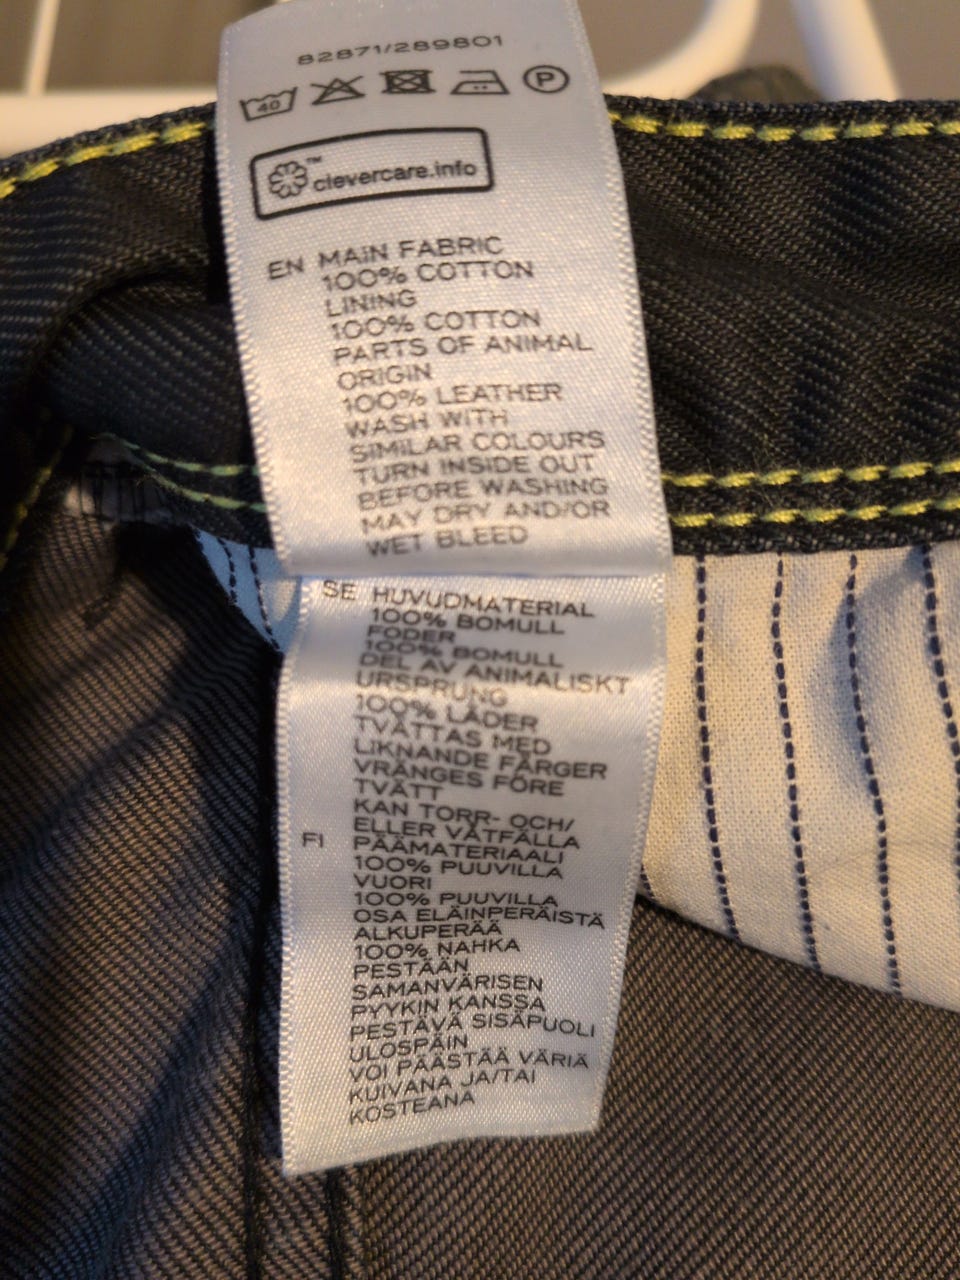 82871/289801
40 P
™ clevercare.info
EN MAIN FABRIC
100% COTTON
LINING
100% COTTON
PARTS OF ANIMAL
ORIGIN
100% LEATHER
WASH WITH
SIMILAR COLOURS
TURN INSIDE OUT
BEFORE WASHING
MAY DRY AND/OR
WET BLEED
SE HUVUDMATERIAL
100% BOMULL
FODER
100% BOMULL
DEL AV ANIMALISKT
URSPRUNG
100% LÄDER
TVÄTTAS MED
LIKNANDE FÄRGER
VRÄNGES FÖRE
TVÄTT
KAN TORR- OCH/
ELLER VÅTFÄLLA
FI PÄÄMATERIAALI
100% PUUVILLA
VUORI
100% PUUVILLA
OSA ELÄINPERÄISTÄ
ALKUPERÄÄ
100% NAHKA
PESTÄÄN
SAMANVÄRISEN
PYYKIN KANSSA
PESTÄVÄ SISÄPUOLI
ULOSPÄIN
VOI PÄÄSTÄÄ VÄRIÄ
KUIVANA JA/TAI
KOSTEANA